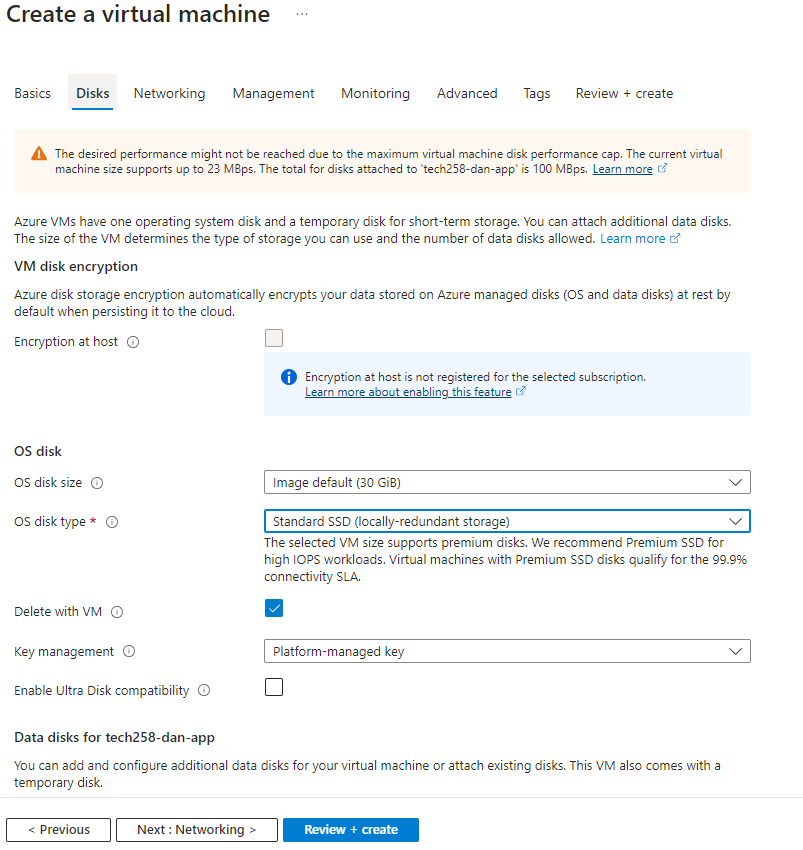 Create a virtual machine ...
Basics Disks Networking Management Monitoring Advanced Tags Review + create
The desired performance might not be reached due to the maximum virtual machine disk performance cap. The current virtual
machine size supports up to 23 MBps. The total for disks attached to 'tech258-dan-app' is 100 MBps. Learn more
Azure VMs have one operating system disk and a temporary disk for short-term storage. You can attach additional data disks.
The size of the VM determines the type of storage you can use and the number of data disks allowed. Learn more
VM disk encryption
Azure disk storage encryption automatically encrypts your data stored on Azure managed disks (OS and data disks) at rest by
default when persisting it to the cloud.
Encryption at host
Encryption at host is not registered for the selected subscription.
Learn more about enabling this feature
OS disk
OS disk size Image default (30 GiB)
OS disk type * Standard SSD (locally-redundant storage)
The selected VM size supports premium disks. We recommend Premium SSD for
high IOPS workloads. Virtual machines with Premium SSD disks qualify for the 99.9%
connectivity SLA.
Delete with VM
Key management Platform-managed key
Enable Ultra Disk compatibility
Data disks for tech258-dan-app
You can add and configure additional data disks for your virtual machine or attach existing disks. This VM also comes with a
temporary disk.
< Previous Next : Networking > Review + create